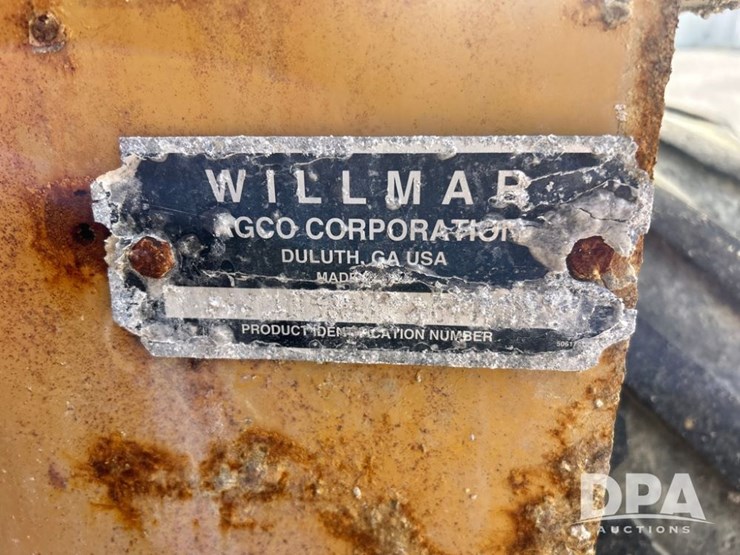 WILLMAR
AGCO CORPORATION
DULUTH, GA USA
PRODUCT IDENTIFICATION NUMBER
DPA
AUCTIONS